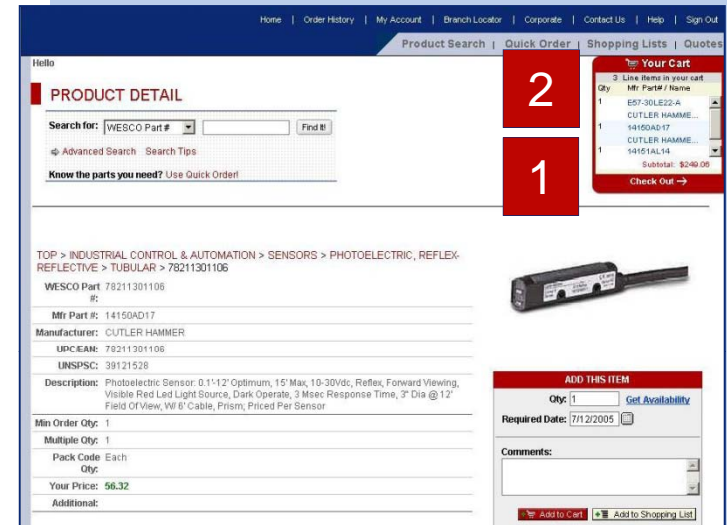 Home | Order History | My Account | Branch Locator | Corporate | Contact Us | Help | Sign Out
Product Search | Quick Order | Shopping Lists | Quotes
Hello
PRODUCT DETAIL
Search for: WESCO Part # Find It!
Advanced Search Search Tips
Know the parts you need? Use Quick Order!
2
1
Your Cart
3 Line items in your cart
Qty Mfr Part# / Name
1 E57-30LE22-A
CUTLER HAMME...
1 14150AD17
CUTLER HAMME...
1 14151AL14
Subtotal: $249.06
Check Out →
TOP > INDUSTRIAL CONTROL & AUTOMATION > SENSORS > PHOTOELECTRIC, REFLEX-
REFLECTIVE > TUBULAR > 78211301106
WESCO Part 78211301106
#:
Mfr Part #: 14150AD17
Manufacturer: CUTLER HAMMER
UPC/EAN: 78211301106
UNSPSC: 39121528
Description: Photoelectric Sensor: 0.1'-12' Optimum, 15' Max, 10-30Vdc, Reflex, Forward Viewing,
Visible Red Led Light Source, Dark Operate, 3 Msec Response Time, 3" Dia @ 12'
Field Of View, W/ 6' Cable, Prism; Priced Per Sensor
Min Order Qty: 1
Multiple Qty: 1
Pack Code Each
Qty:
Your Price: 56.32
Additional:
ADD THIS ITEM
Qty: 1 Get Availability
Required Date: 7/12/2005
Comments:
Add to Cart Add to Shopping List